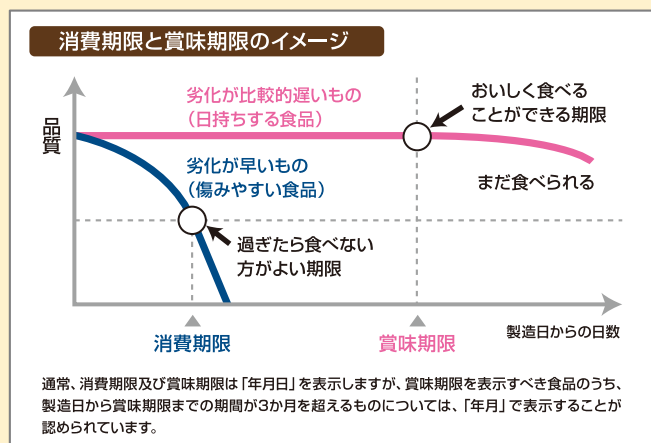 消費期限と賞味期限のイメージ
品質
劣化が比較的遅いもの
（日持ちする食品）
おいしく食べる
ことができる期限
劣化が早いもの
（傷みやすい食品）
まだ食べられる
過ぎたら食べない
方がよい期限
消費期限
賞味期限
製造日からの日数
通常、消費期限及び賞味期限は「年月日」を表示しますが、賞味期限を表示すべき食品のうち、
製造日から賞味期限までの期間が3か月を超えるものについては、「年月」で表示することが
認められています。